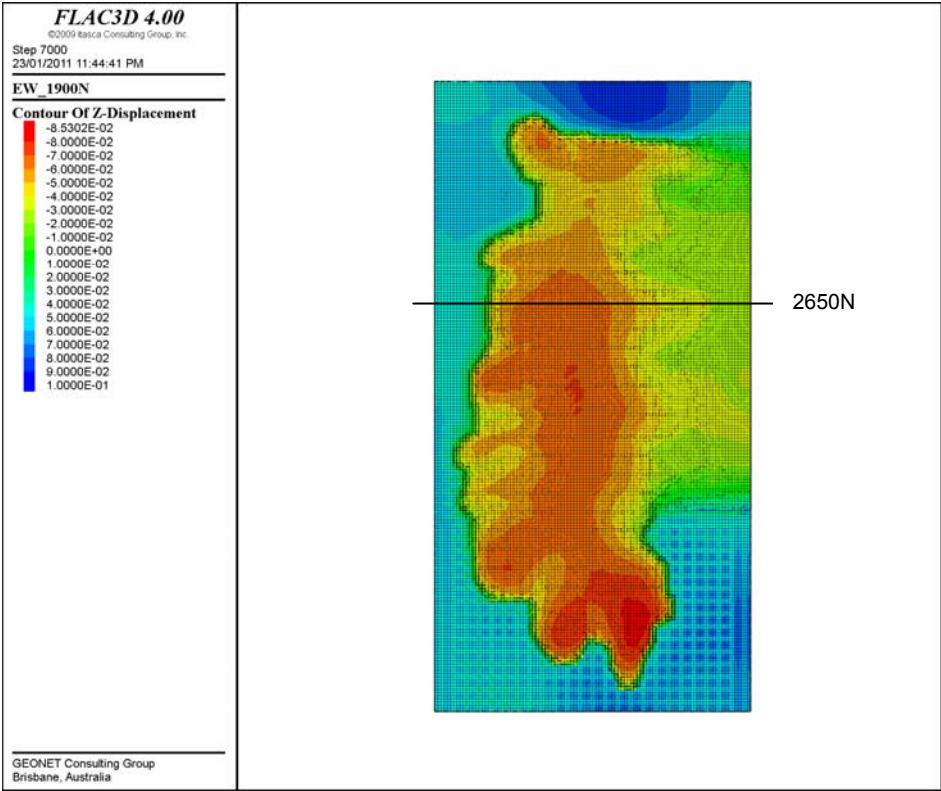 FLAC3D 4.00
©2009 Itasca Consulting Group, Inc.
Step 7000
23/01/2011 11:44:41 PM
EW_1900N
Contour Of Z-Displacement
-8.5302E-02
-8.0000E-02
-7.0000E-02
-6.0000E-02
-5.0000E-02
-4.0000E-02
-3.0000E-02
-2.0000E-02
-1.0000E-02
0.0000E+00
1.0000E-02
2.0000E-02
3.0000E-02
4.0000E-02
5.0000E-02
6.0000E-02
7.0000E-02
8.0000E-02
9.0000E-02
1.0000E-01
2650N
GEONET Consulting Group
Brisbane, Australia